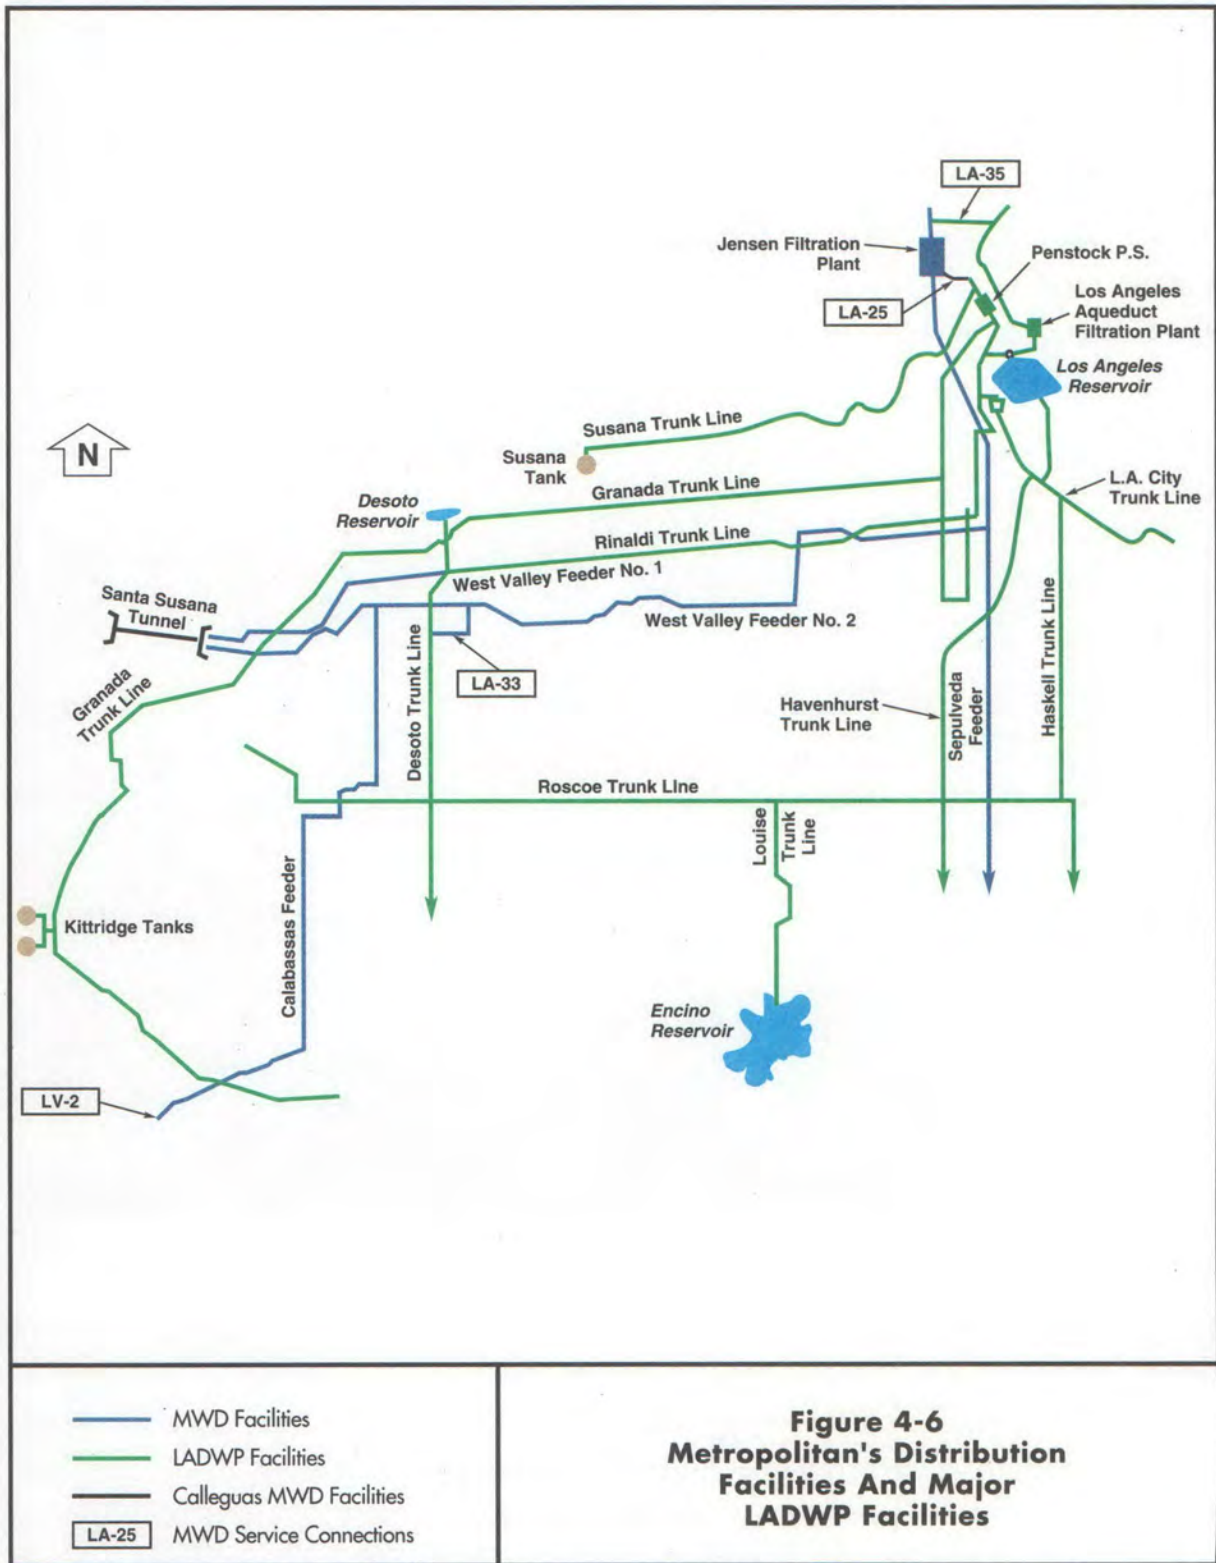 LA-35
Jensen Filtration
Plant
Penstock P.S.
LA-25
Los Angeles
Aqueduct
Filtration Plant
Los Angeles
Reservoir
Susana Trunk Line
N
Susana
Tank
L.A. City
Trunk Line
Granada Trunk Line
Desoto
Reservoir
Rinaldi Trunk Line
West Valley Feeder No. 1
Santa Susana
Tunnel
West Valley Feeder No. 2
LA-33
Granada
Trunk Line
Desoto Trunk Line
Havenhurst
Trunk Line
Sepulveda
Feeder
Haskell Trunk Line
Roscoe Trunk LIne
Louise
Trunk
Line
Calabassas Feeder
Kittridge Tanks
Encino
Reservoir
LV-2
MWD Facilities
LADWP Facilities
Calleguas MWD Facilities
LA-25 MWD Service Connections
Figure 4-6
Metropolitan's Distribution
Facilities And Major
LADWP Facilities